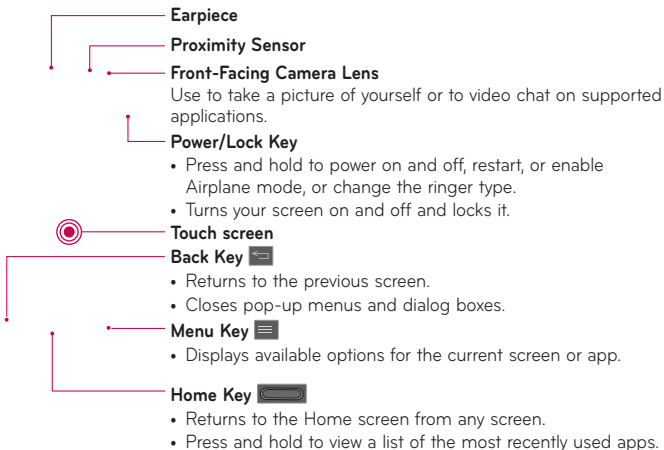 Earpiece
Proximity Sensor
Front-Facing Camera Lens
Use to take a picture of yourself or to video chat on supported
applications.
Power/Lock Key
• Press and hold to power on and off, restart, or enable
Airplane mode, or change the ringer type.
• Turns your screen on and off and locks it.
Touch screen
Back Key
• Returns to the previous screen.
• Closes pop-up menus and dialog boxes.
Menu Key
• Displays available options for the current screen or app.
Home Key
• Returns to the Home screen from any screen.
• Press and hold to view a list of the most recently used apps.